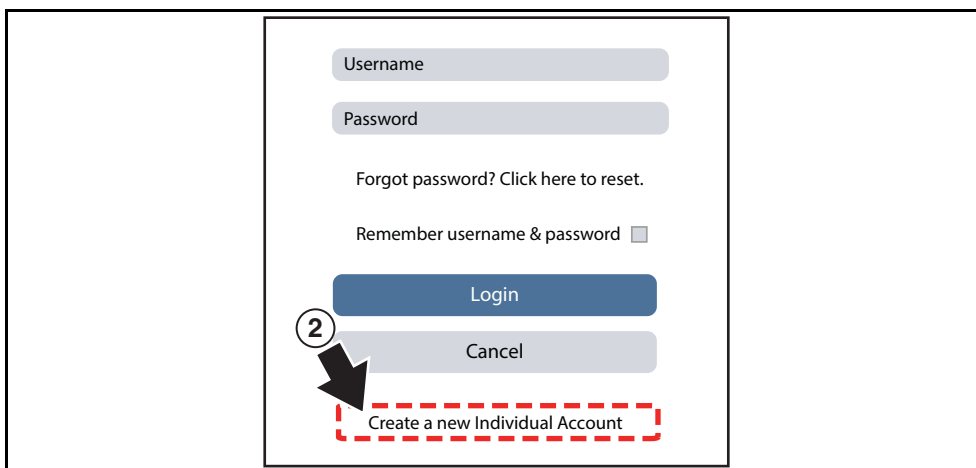 Username
Password
Forgot password? Click here to reset.
Remember username & password
Login
2
Cancel
Create a new Individual Account